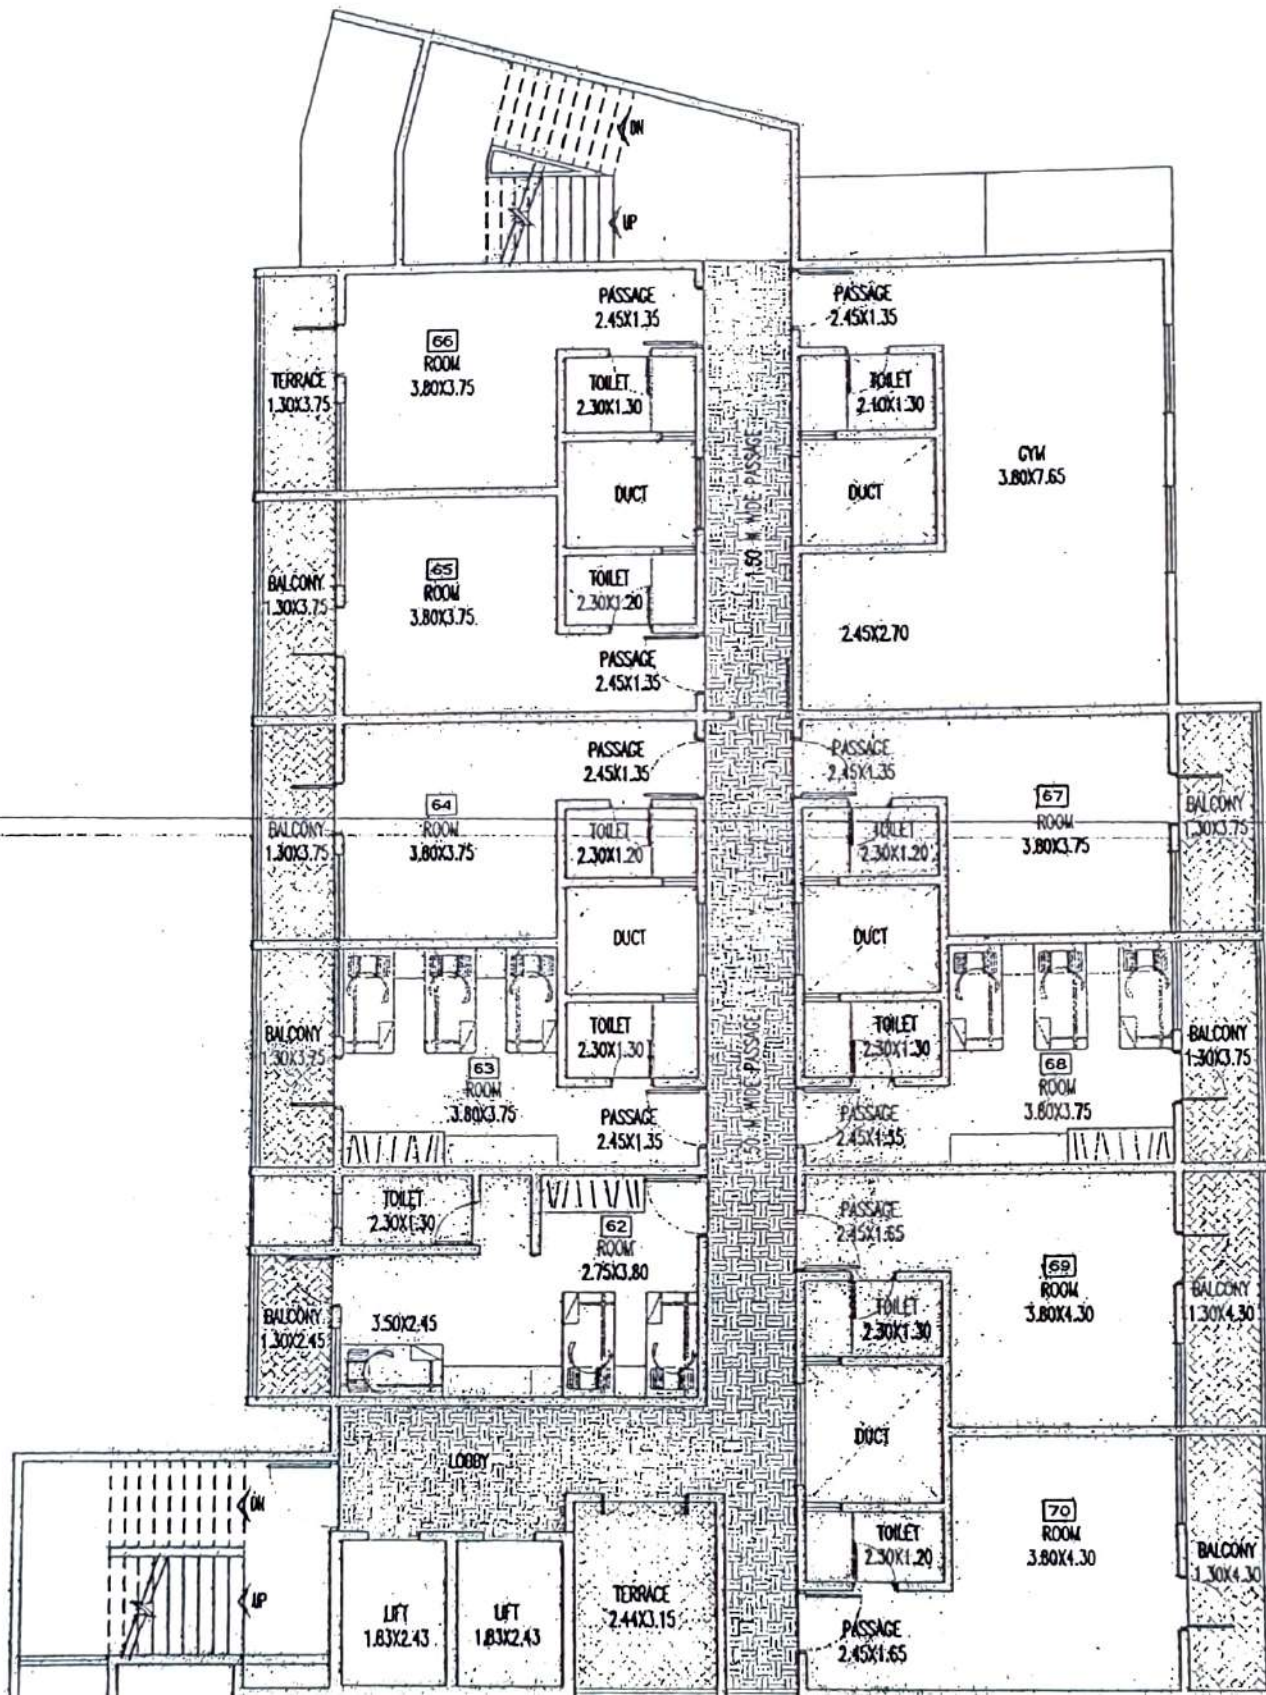 DN
UP
PASSAGE
2.45X1.35
PASSAGE
2.45X1.35
66
ROOM
3.80X3.75
TERRACE
1.30X3.75
TOILET
2.30X1.30
TOILET
2.10X1.30
GYM
3.80X7.65
DUCT
DUCT
1.50 M WIDE PASSAGE
65
ROOM
3.80X3.75
BALCONY
1.30X3.75
TOILET
2.30X1.20
2.45X2.70
PASSAGE
2.45X1.35
PASSAGE
2.45X1.35
PASSAGE
2.45X1.35
64
ROOM
3.80X3.75
67
ROOM
3.80X3.75
BALCONY
1.30X3.75
BALCONY
1.30X3.75
TOILET
2.30X1.20
TOILET
2.30X1.20
DUCT
DUCT
BALCONY
1.30X3.75
TOILET
2.30X1.30
TOILET
2.30X1.30
BALCONY
1.30X3.75
1.50 M WIDE PASSAGE
63
ROOM
3.80X3.75
68
ROOM
3.80X3.75
PASSAGE
2.45X1.35
PASSAGE
TOILET
2.30X1.30
62
ROOM
2.75X3.80
PASSAGE
2.45X1.65
69
ROOM
3.80X4.30
BALCONY
1.30X2.45
3.50X2.45
TOILET
2.30X1.30
BALCONY
1.30X4.30
DUCT
LOBBY
DN
UP
70
ROOM
3.80X4.30
TOILET
2.30X1.20
BALCONY
1.30X4.30
LIFT
1.83X2.43
LIFT
1.83X2.43
TERRACE
2.44X3.15
PASSAGE
2.45X1.65